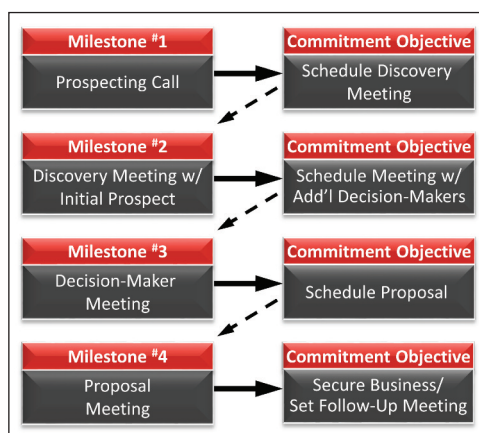 Milestone #1
Commitment Objective
Prospecting Call
Schedule Discovery
Meeting
Milestone #2
Commitment Objective
Discovery Meeting w/
Initial Prospect
Schedule Meeting w/
Add'l Decision-Makers
Milestone #3
Commitment Objective
Decision-Maker
Meeting
Schedule Proposal
Milestone #4
Commitment Objective
Proposal
Meeting
Secure Business/
Set Follow-Up Meeting